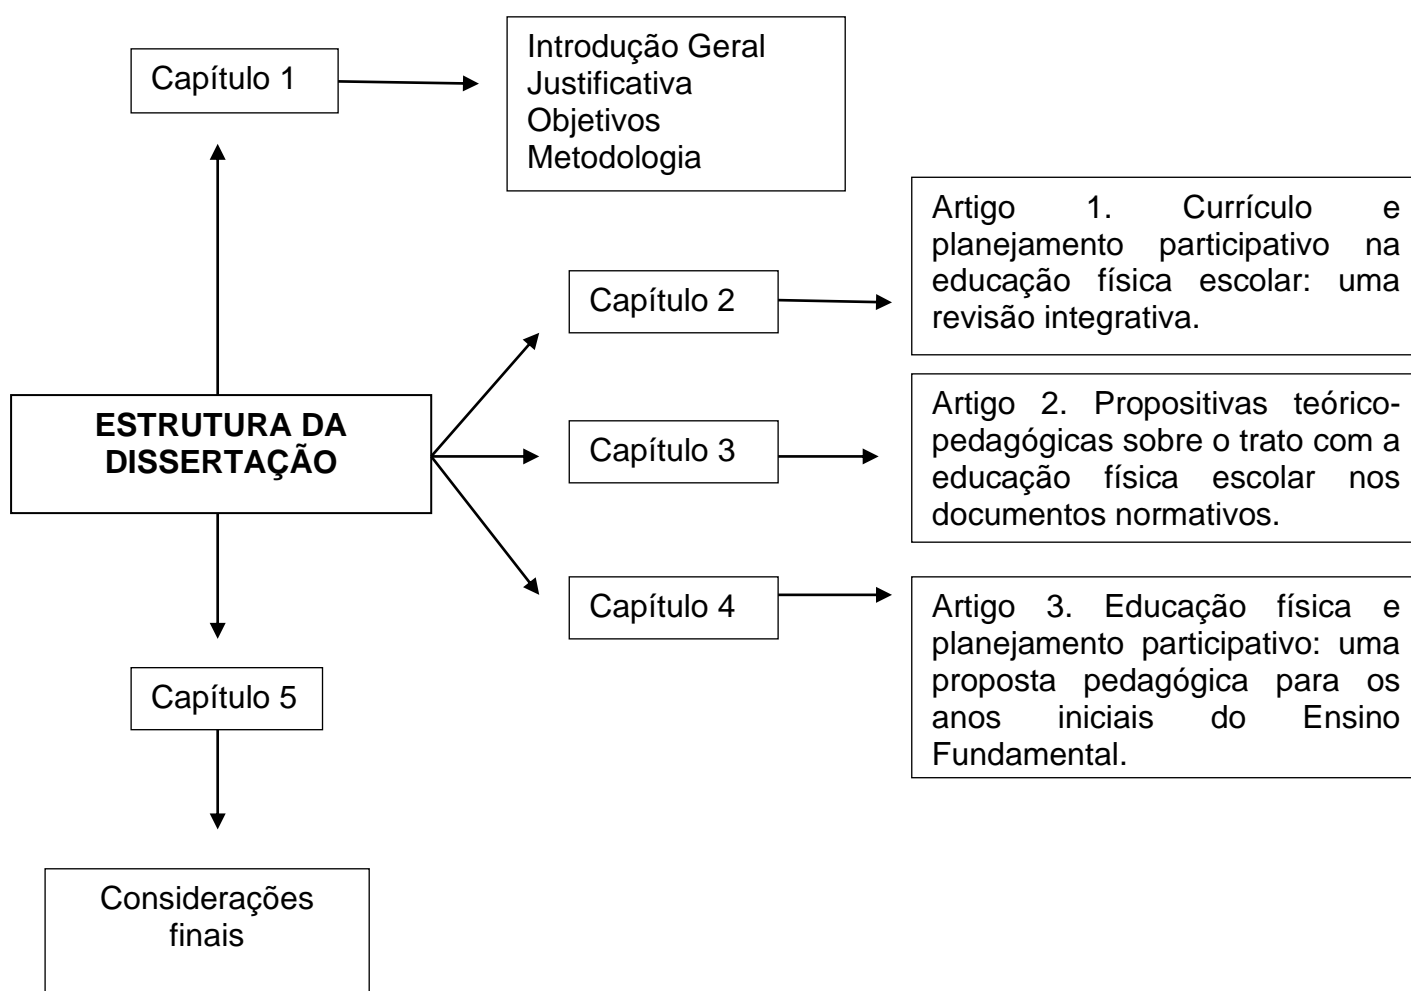 Capítulo 1
Introdução Geral
Justificativa
Objetivos
Metodologia
Capítulo 2
Artigo 1. Currículo e
planejamento participativo na
educação física escolar: uma
revisão integrativa.
ESTRUTURA DA
DISSERTAÇÃO
Capítulo 3
Artigo 2. Propositivas teórico-
pedagógicas sobre o trato com a
educação física escolar nos
documentos normativos.
Capítulo 4
Artigo 3. Educação física e
planejamento participativo: uma
proposta pedagógica para os
anos iniciais do Ensino
Fundamental.
Capítulo 5
Considerações
finais